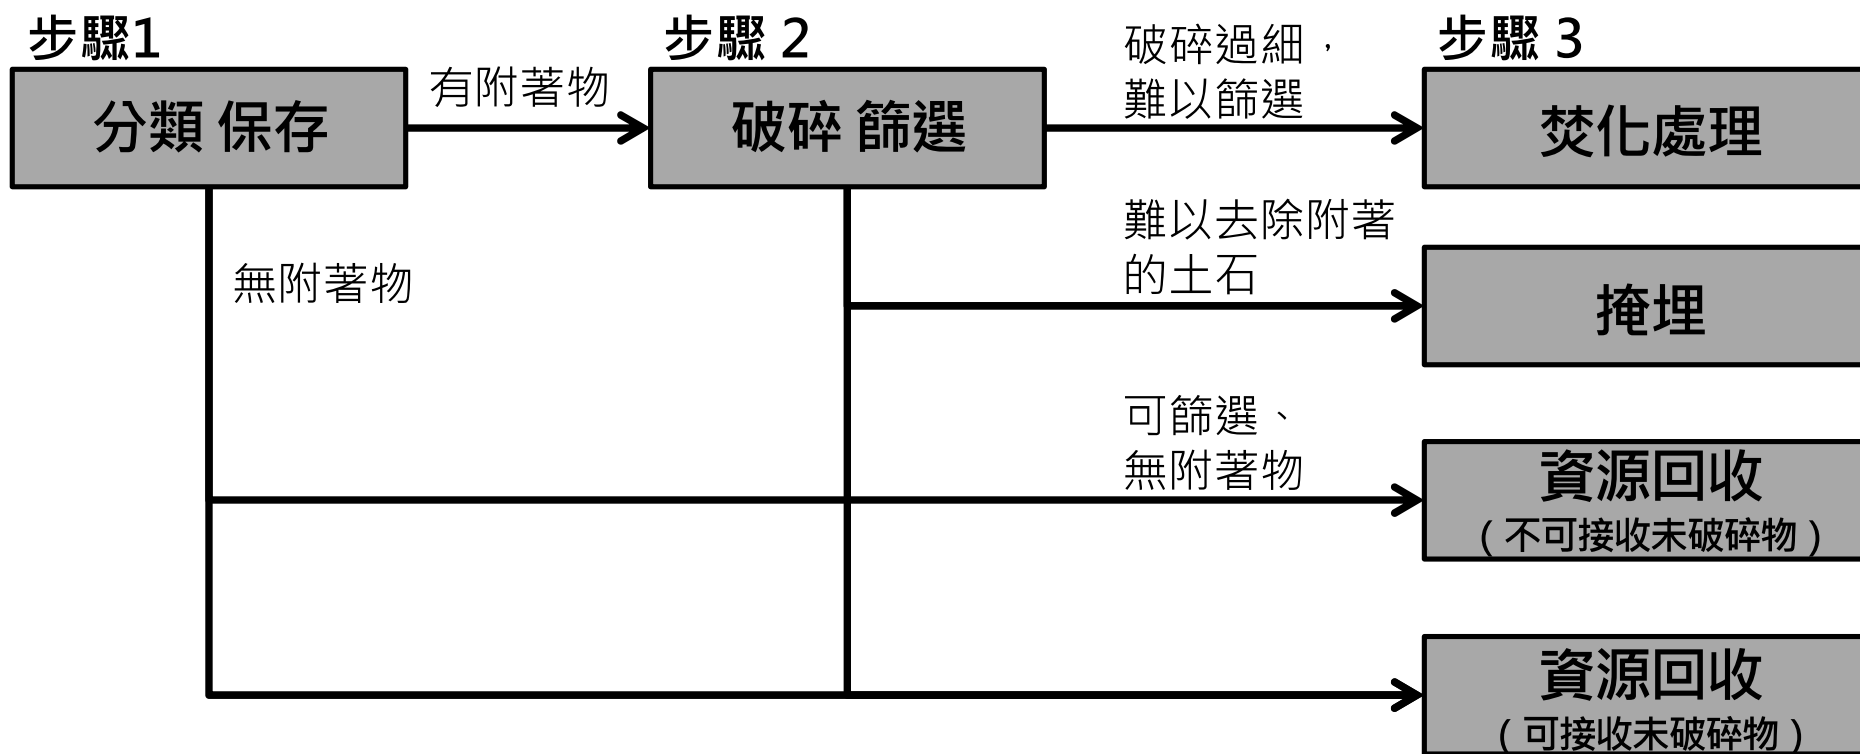 步驟1
分類 保存
有附著物
無附著物
步驟 2
破碎 篩選
破碎過細，
難以篩選
難以去除附著
的土石
可篩選、
無附著物
步驟 3
焚化處理
掩埋
資源回收
（不可接收未破碎物）
資源回收
（可接收未破碎物）